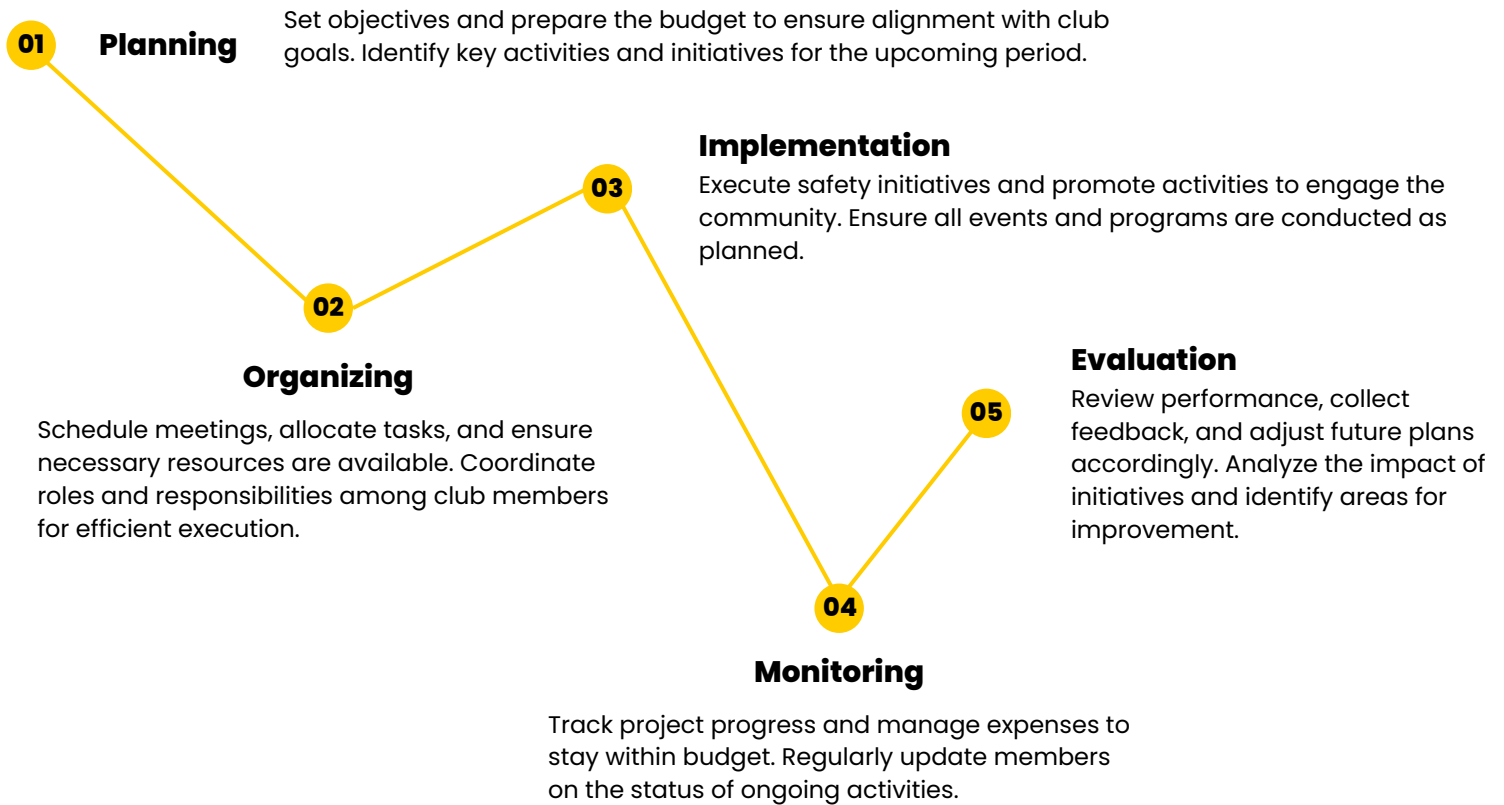 01
Planning
Set objectives and prepare the budget to ensure alignment with club
goals. Identify key activities and initiatives for the upcoming period.
02
Organizing
Schedule meetings, allocate tasks, and ensure
necessary resources are available. Coordinate
roles and responsibilities among club members
for efficient execution.
03
Implementation
Execute safety initiatives and promote activities to engage the
community. Ensure all events and programs are conducted as
planned.
04
Monitoring
Track project progress and manage expenses to
stay within budget. Regularly update members
on the status of ongoing activities.
05
Evaluation
Review performance, collect
feedback, and adjust future plans
accordingly. Analyze the impact of
initiatives and identify areas for
improvement.